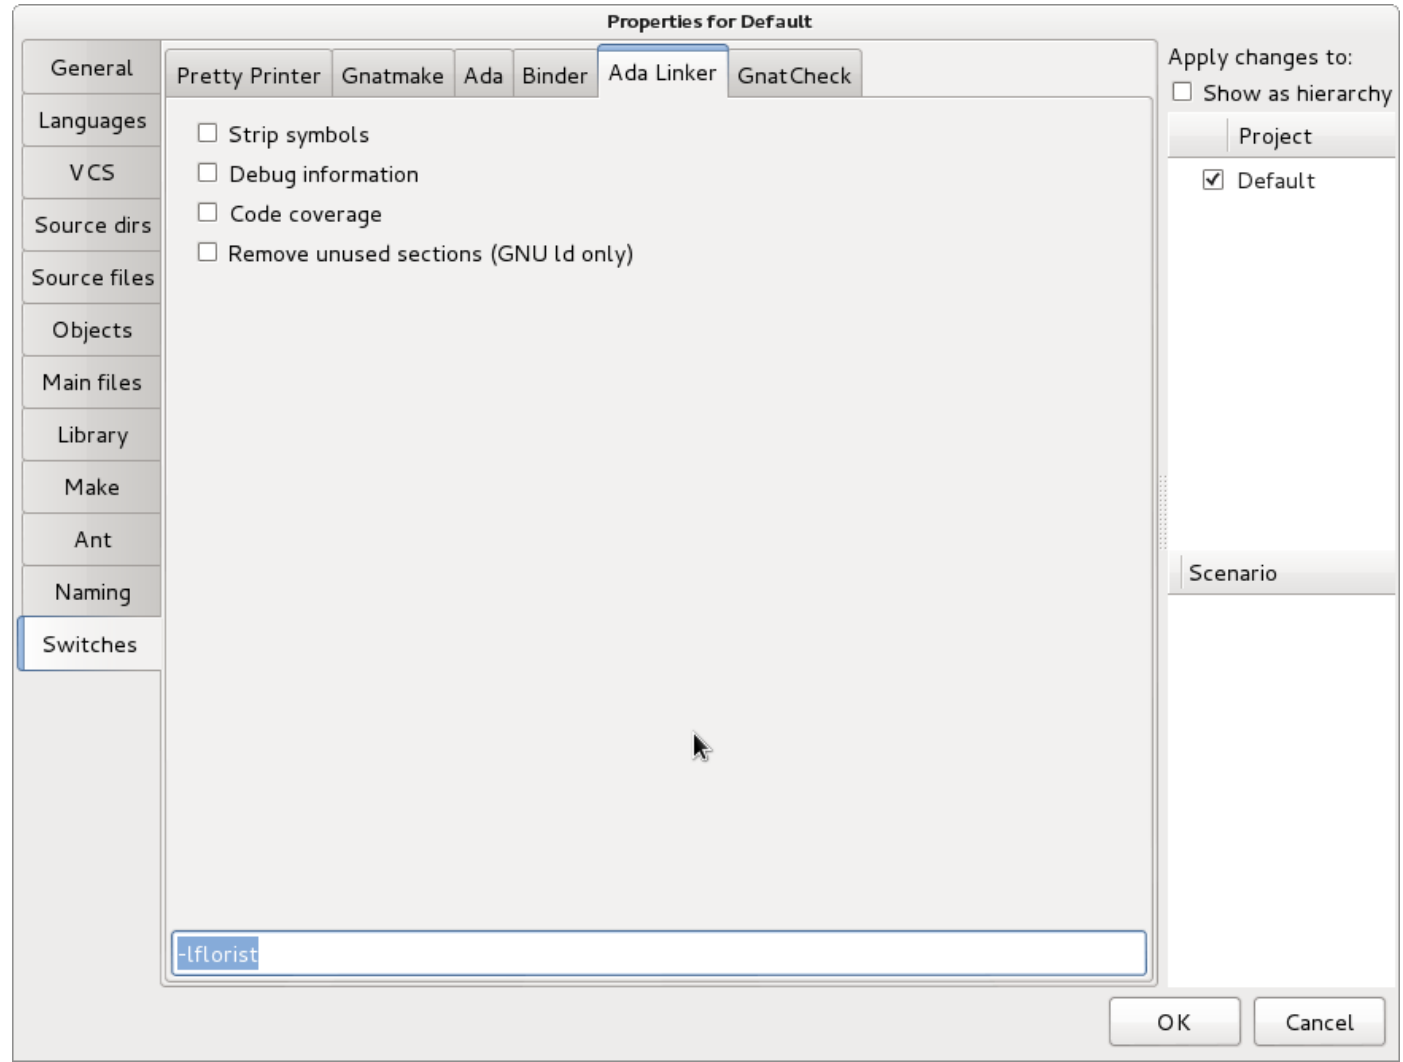 Properties for Default
General
Languages
VCS
Source dirs
Source files
Objects
Main files
Library
Make
Ant
Naming
Switches
Pretty Printer Gnatmake Ada Binder Ada Linker GnatCheck
Strip symbols
Debug information
Code coverage
Remove unused sections (GNU ld only)
-lflorist
Apply changes to:
Show as hierarchy
Project
Default
Scenario
OK Cancel